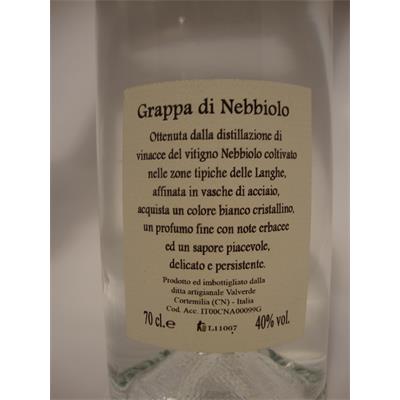 Grappa di Nebbiolo
Ottenuta dalla distillazione di
vinacce del vitigno Nebbiolo coltivato
nelle zone tipiche delle Langhe,
affinata in vasche di acciaio,
acquista un colore bianco cristallino,
un profumo fine con note erbacee
ed un sapore piacevole,
delicato e persistente.
Prodotto ed imbottigliato dalla
ditta artigianale Valverde
Cortemilia (CN) - Italia
Cod. Acc. IT00CNA00099G
70 cl.e L11007 40% vol.